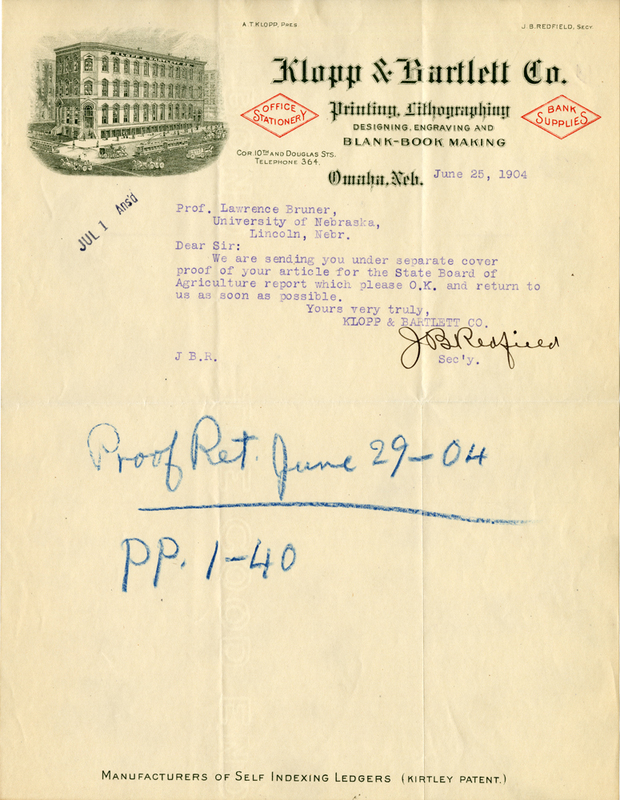 A. T. KLOPP, PRES.
J. B. REDFIELD, SECY.
Klopp & Bartlett Co.
OFFICE
STATIONERY
Printing, Lithographing
DESIGNING, ENGRAVING AND
BLANK-BOOK MAKING
BANK
SUPPLIES
COR. 10TH AND DOUGLAS STS.
TELEPHONE 364.
Omaha, Neb. June 25, 1904
JUL 1 Ans'd
Prof. Lawrence Bruner,
University of Nebraska,
Lincoln, Nebr.
Dear Sir:
We are sending you under separate cover
proof of your article for the State Board of
Agriculture report which please O.K. and return to
us as soon as possible.
Yours very truly,
KLOPP & BARTLETT CO.
J B Redfield
J B.R.
Sec'y.
Proof Ret. June 29-04
PP. 1-40
MANUFACTURERS OF SELF INDEXING LEDGERS (KIRTLEY PATENT.)